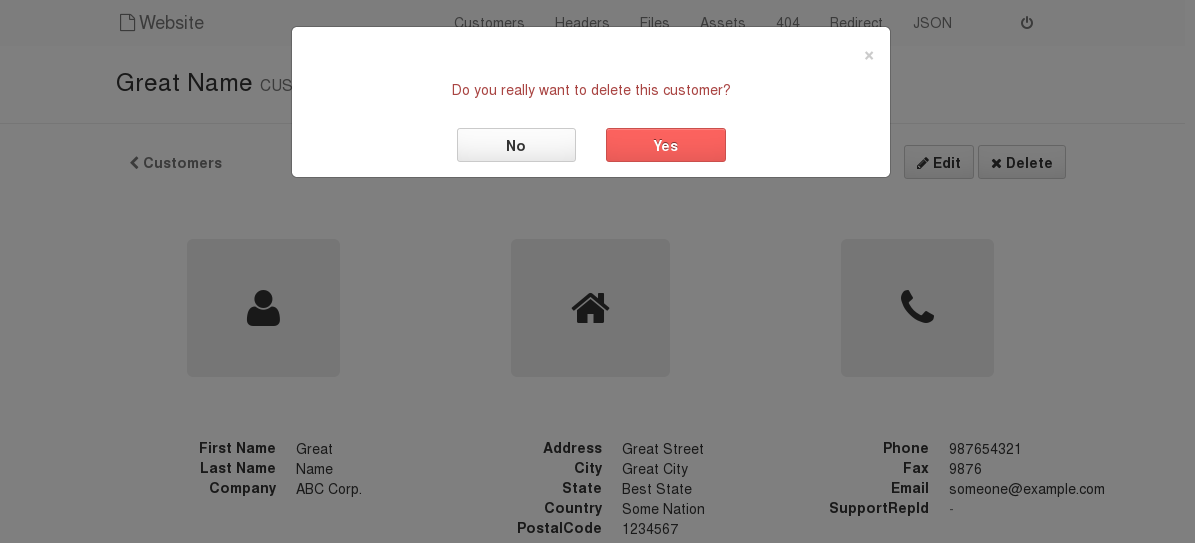 Website Customers Headers Files Assets 404 Redirect JSON
×
Great Name
Do you really want to delete this customer?
No Yes
Customers Edit Delete
First Name Great Address Great Street Phone 987654321
Last Name Name City Great City Fax 9876
Company ABC Corp. State Best State Email someone@example.com
Country Some Nation SupportRepId -
PostalCode 1234567